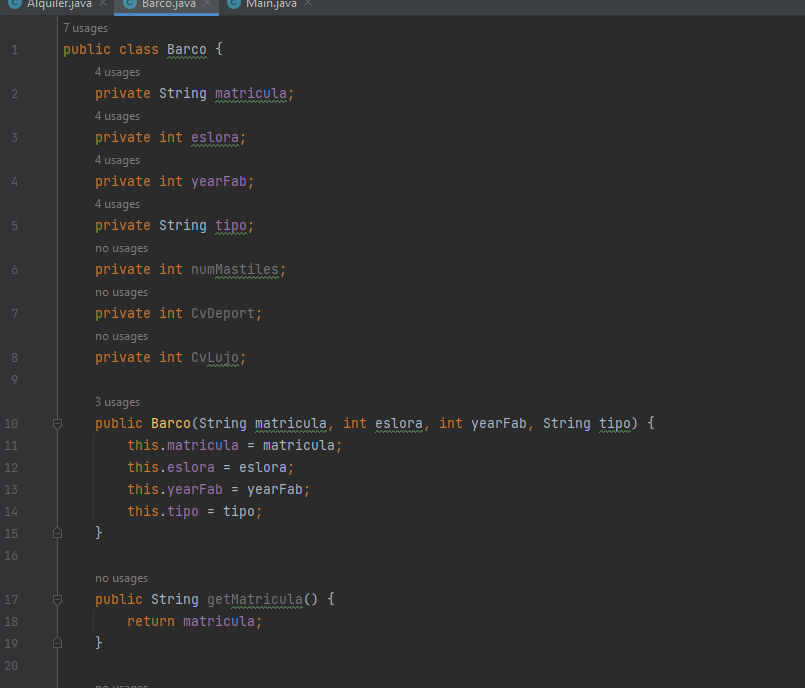 Alquiler.java × Barco.java × Main.java ×
7 usages
1 public class Barco {
4 usages
2 private String matricula;
4 usages
3 private int eslora;
4 usages
4 private int yearFab;
4 usages
5 private String tipo;
no usages
6 private int numMastiles;
no usages
7 private int CvDeport;
no usages
8 private int CvLujo;
9
3 usages
10 public Barco(String matricula, int eslora, int yearFab, String tipo) {
11 this.matricula = matricula;
12 this.eslora = eslora;
13 this.yearFab = yearFab;
14 this.tipo = tipo;
15 }
16
no usages
17 public String getMatricula() {
18 return matricula;
19 }
20
no usages